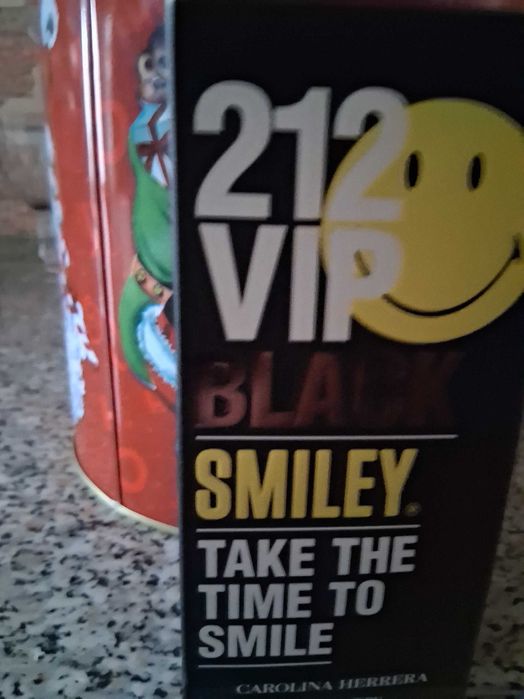 212
VIP
BLACK
SMILEY®
TAKE THE
TIME TO
SMILE
CAROLINA HERRERA